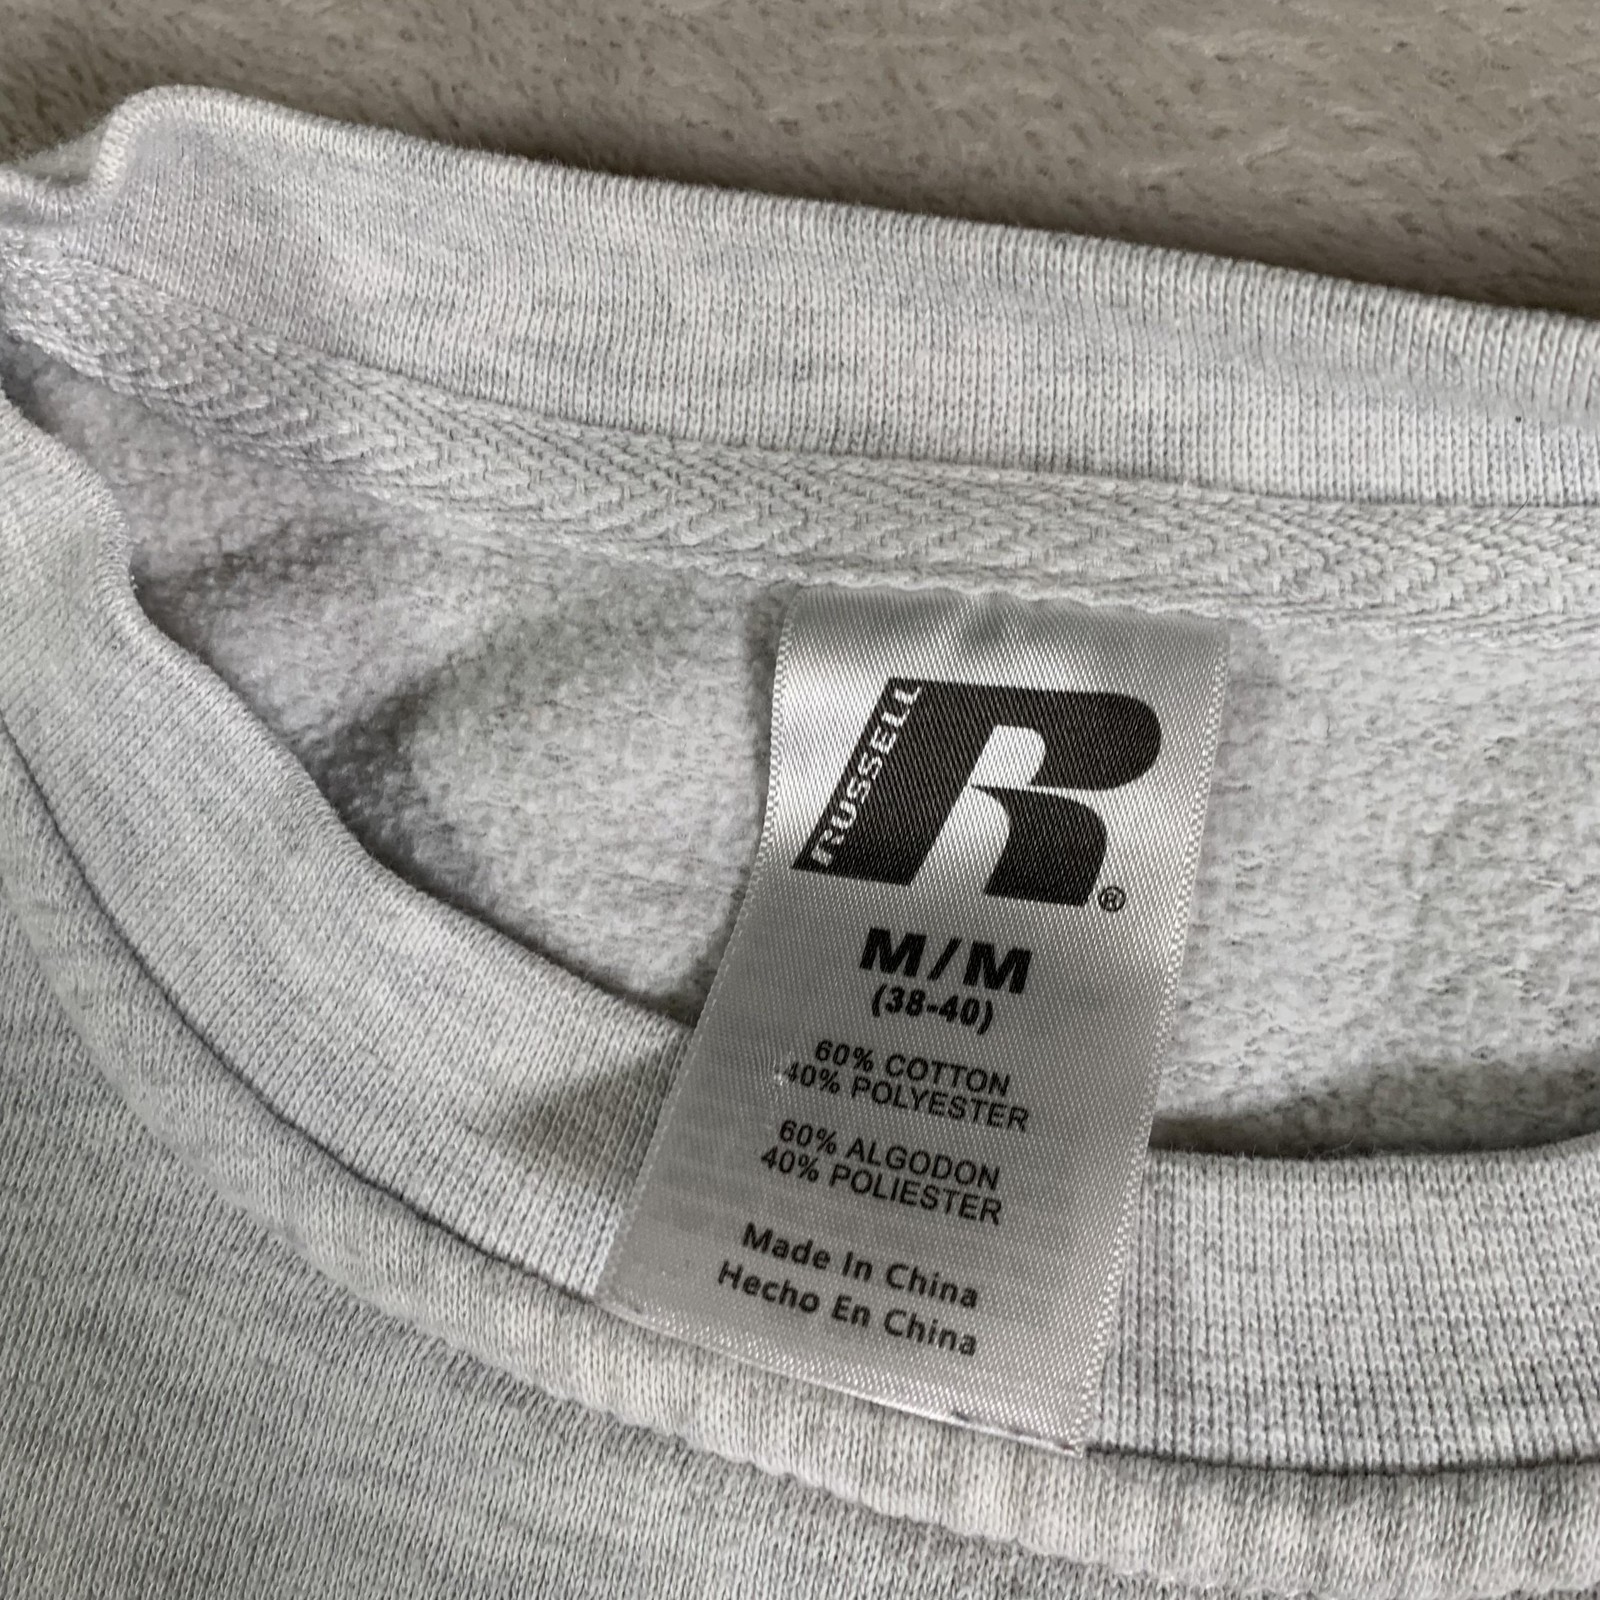 RUSSELL
R®
M/M
(38-40)
60% COTTON
40% POLYESTER
60% ALGODON
40% POLIESTER
Made In China
Hecho En China